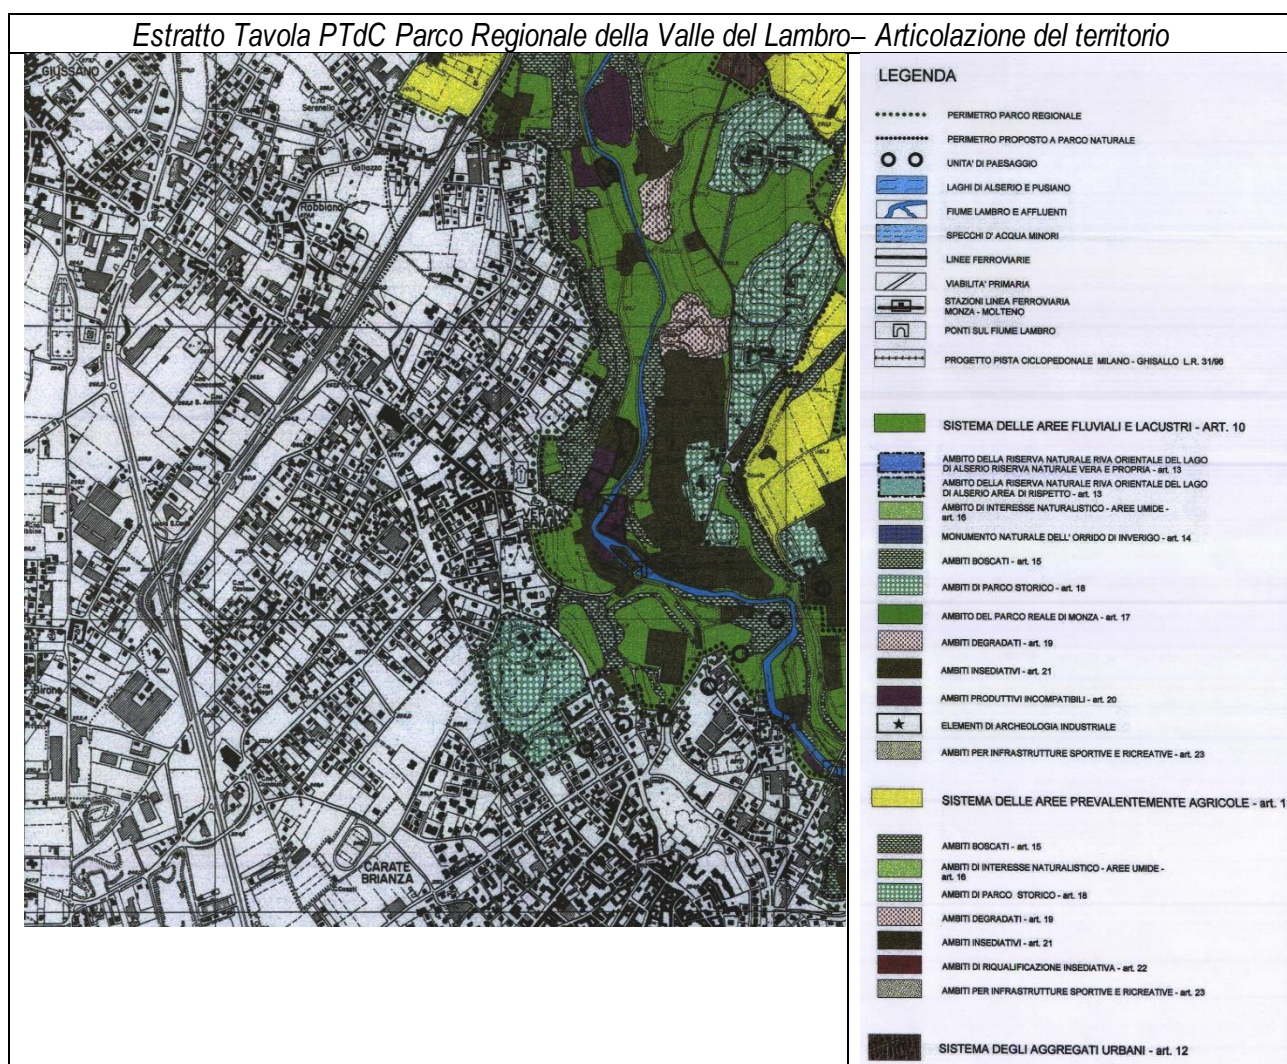 Estratto Tavola PTdC Parco Regionale della Valle del Lambro– Articolazione del territorio
GIUSSANO
C.na
Robbiano
VERANO
BRIANZA
CARATE
BRIANZA
LEGENDA
PERIMETRO PARCO REGIONALE
PERIMETRO PROPOSTO A PARCO NATURALE
UNITA' DI PAESAGGIO
LAGHI DI ALSERIO E PUSIANO
FIUME LAMBRO E AFFLUENTI
SPECCHI D' ACQUA MINORI
LINEE FERROVIARIE
VIABILITA' PRIMARIA
STAZIONI LINEA FERROVIARIA
MONZA - MOLTENO
PONTI SUL FIUME LAMBRO
PROGETTO PISTA CICLOPEDONALE MILANO - GHISALLO L.R. 31/96
SISTEMA DELLE AREE FLUVIALI E LACUSTRI - ART. 10
AMBITO DELLA RISERVA NATURALE RIVA ORIENTALE DEL LAGO
DI ALSERIO RISERVA NATURALE VERA E PROPRIA - art. 13
AMBITO DELLA RISERVA NATURALE RIVA ORIENTALE DEL LAGO
DI ALSERIO AREA DI RISPETTO - art. 13
AMBITO DI INTERESSE NATURALISTICO - AREE UMIDE -
art. 16
MONUMENTO NATURALE DELL' ORRIDO DI INVERIGO - art. 14
AMBITI BOSCATI - art. 15
AMBITI DI PARCO STORICO - art. 18
AMBITO DEL PARCO REALE DI MONZA - art. 17
AMBITI DEGRADATI - art. 19
AMBITI INSEDIATIVI - art. 21
AMBITI PRODUTTIVI INCOMPATIBILI - art. 20
ELEMENTI DI ARCHEOLOGIA INDUSTRIALE
AMBITI PER INFRASTRUTTURE SPORTIVE E RICREATIVE - art. 23
SISTEMA DELLE AREE PREVALENTEMENTE AGRICOLE - art. 1
AMBITI BOSCATI - art. 15
AMBITI DI INTERESSE NATURALISTICO - AREE UMIDE -
art. 16
AMBITI DI PARCO STORICO - art. 18
AMBITI DEGRADATI - art. 19
AMBITI INSEDIATIVI - art. 21
AMBITI DI RIQUALIFICAZIONE INSEDIATIVA - art. 22
AMBITI PER INFRASTRUTTURE SPORTIVE E RICREATIVE - art. 23
SISTEMA DEGLI AGGREGATI URBANI - art. 12